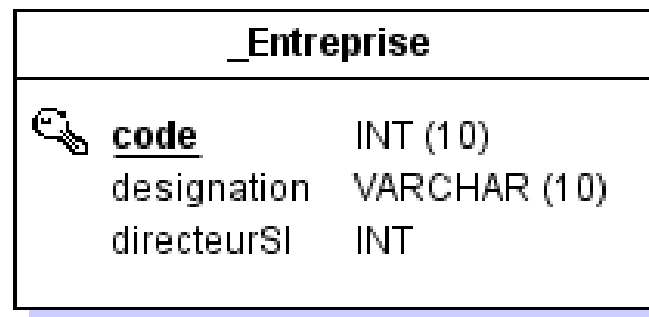 _Entreprise
code INT (10)
designation VARCHAR (10)
directeurSI INT